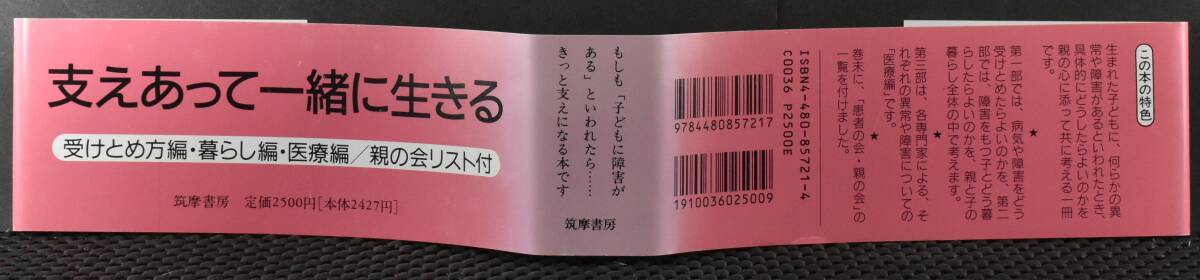 支えあって一緒に生きる
受けとめ方編・暮らし編・医療編／親の会リスト付
筑摩書房 定価2500円[本体2427円]
もしも「子どもに障害が
ある」といわれたら……
きっと支えになる本です
筑摩書房
9784480857217
1910036025009
ISBN4-480-85721-4
C0036 P2500E
この本の特色
生まれた子どもに、何らかの異
常や障害があるといわれたとき、
具体的にどうしたらよいのかを
親の心に添って共に考える一冊
です。
★
第一部では、病気や障害をどう
受けとめたらよいのかを、第二
部では、障害をもつ子とどう暮
らしたらよいのかを、親と子の
暮らし全体の中で考えます。
★
第三部は、各専門家による、そ
れぞれの異常や障害についての
「医療編」です。
★
巻末に、「患者の会・親の会」の
一覧を付けました。